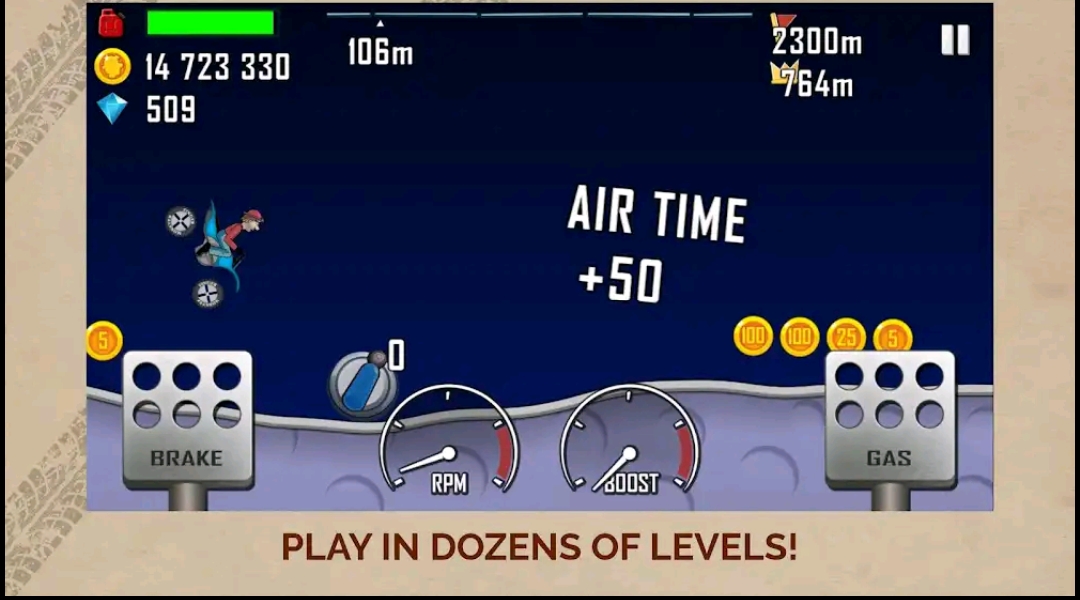 106m
2300m
14 723 330
764m
509
AIR TIME
+50
5
100 100 25 5
0
BRAKE
GAS
RPM
BOOST
PLAY IN DOZENS OF LEVELS!